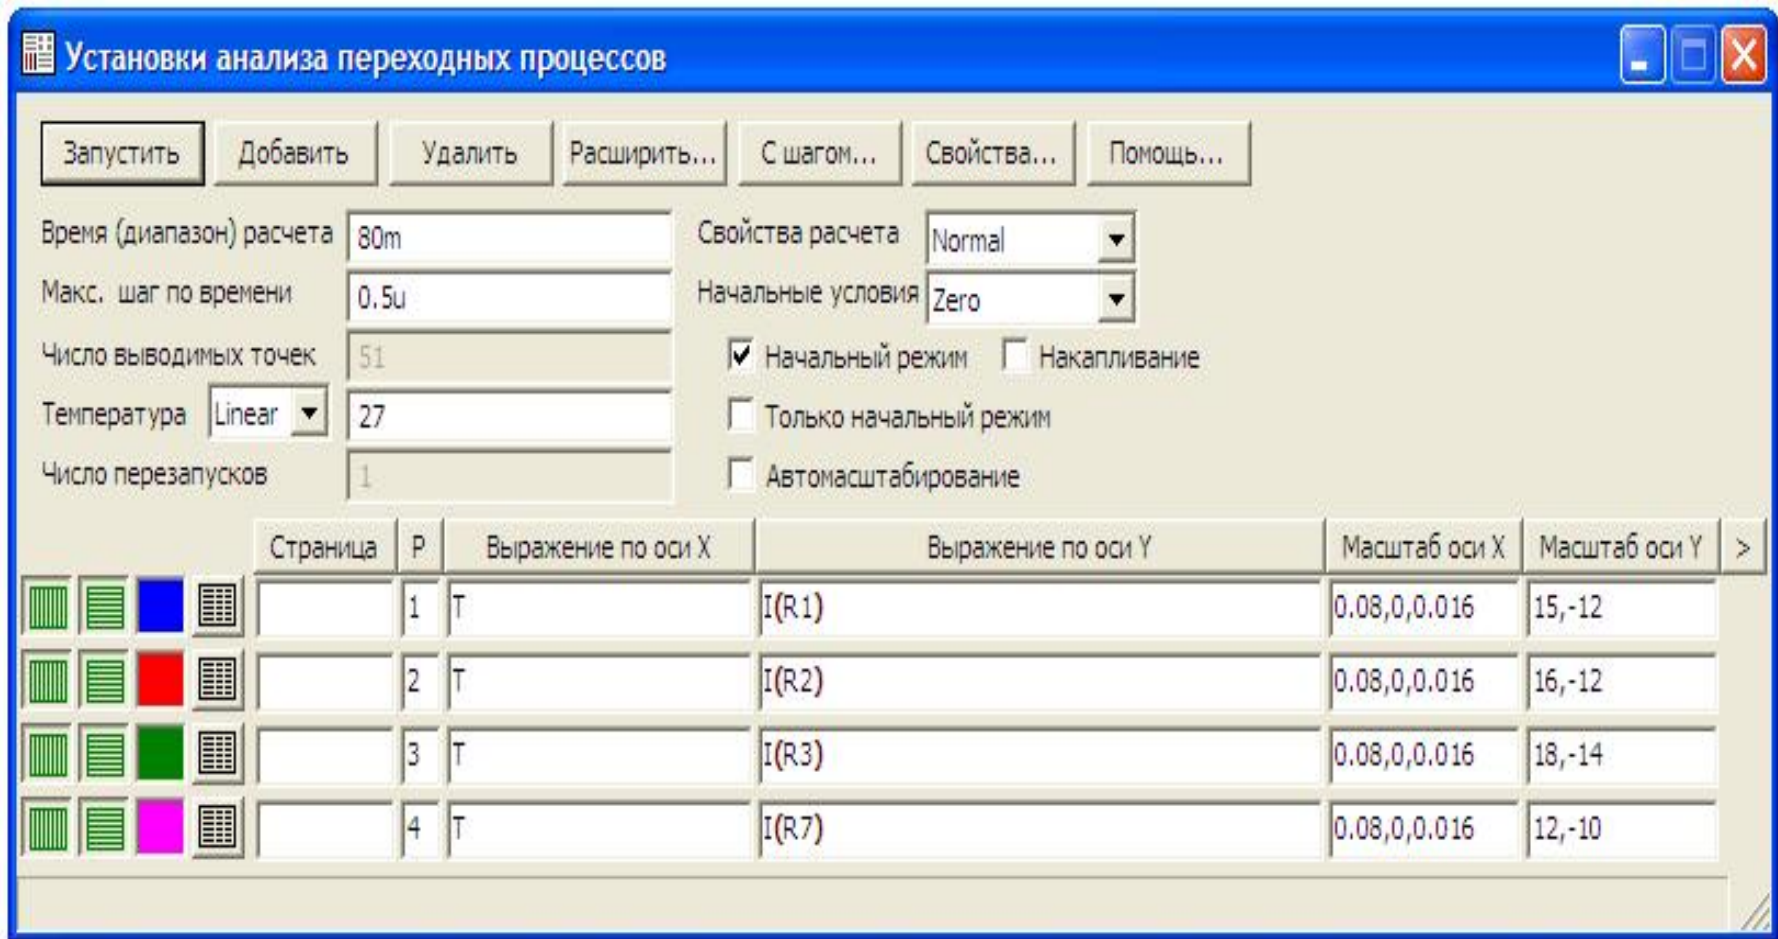 Установки анализа переходных процессов
Запустить Добавить Удалить Расширить... С шагом... Свойства... Помощь...
Время (диапазон) расчета 80m Свойства расчета Normal
Макс. шаг по времени 0.5u Начальные условия Zero
Число выводимых точек 51 Начальный режим Накапливание
Температура Linear 27 Только начальный режим
Число перезапусков 1 Автомасштабирование
Страница P Выражение по оси X Выражение по оси Y Масштаб оси X Масштаб оси Y >
1 T I(R1) 0.08,0,0.016 15,-12
2 T I(R2) 0.08,0,0.016 16,-12
3 T I(R3) 0.08,0,0.016 18,-14
4 T I(R7) 0.08,0,0.016 12,-10